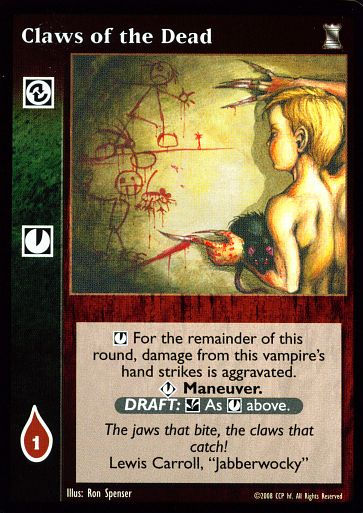 Claws of the Dead
For the remainder of this
round, damage from this vampire's
hand strikes is aggravated.
Maneuver.
DRAFT: As above.
The jaws that bite, the claws that
catch!
Lewis Carroll, "Jabberwocky"
1
Illus: Ron Spenser
©2008 CCP hf. All Rights Reserved